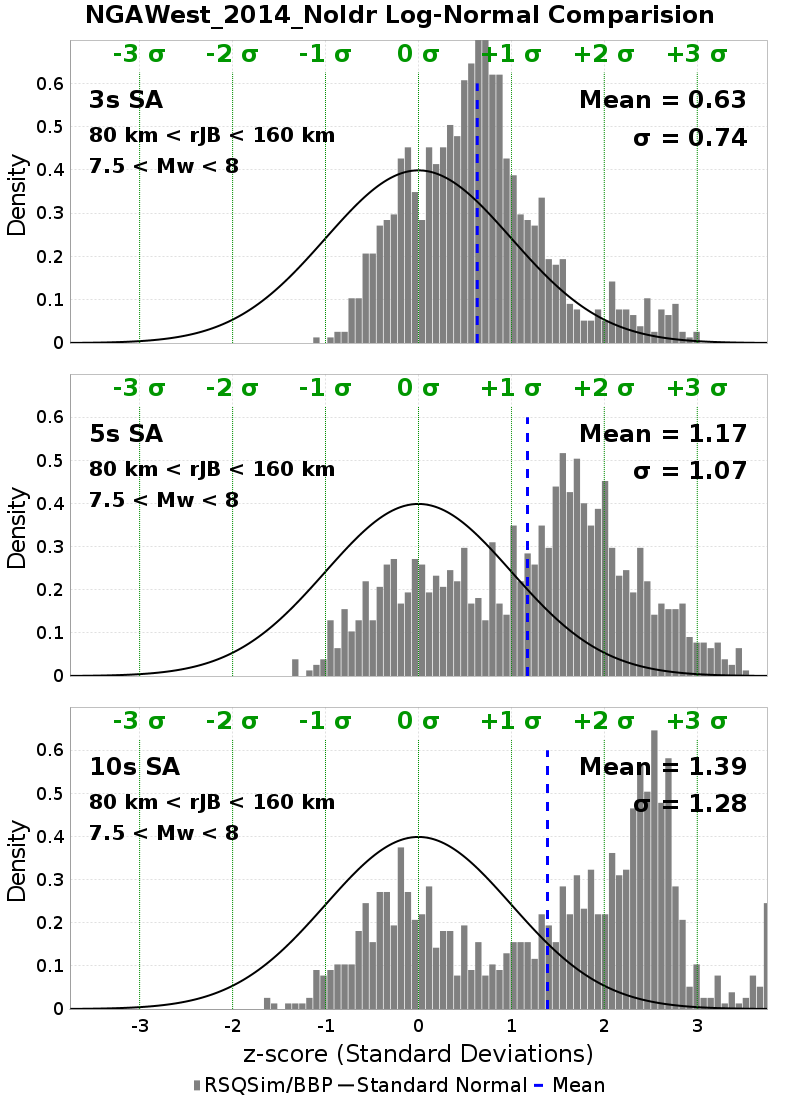 NGAWest_2014_NoIdr Log-Normal Comparision
-3 σ -2 σ -1 σ 0 σ +1 σ +2 σ +3 σ
3s SA Mean = 0.63
80 km < rJB < 160 km σ = 0.74
7.5 < Mw < 8
Density
0.6
0.5
0.4
0.3
0.2
0.1
0
-3 σ -2 σ -1 σ 0 σ +1 σ +2 σ +3 σ
5s SA Mean = 1.17
80 km < rJB < 160 km σ = 1.07
7.5 < Mw < 8
Density
0.6
0.5
0.4
0.3
0.2
0.1
0
-3 σ -2 σ -1 σ 0 σ +1 σ +2 σ +3 σ
10s SA Mean = 1.39
80 km < rJB < 160 km σ = 1.28
7.5 < Mw < 8
Density
0.6
0.5
0.4
0.3
0.2
0.1
0
-3 -2 -1 0 1 2 3
z-score (Standard Deviations)
RSQSim/BBP Standard Normal Mean